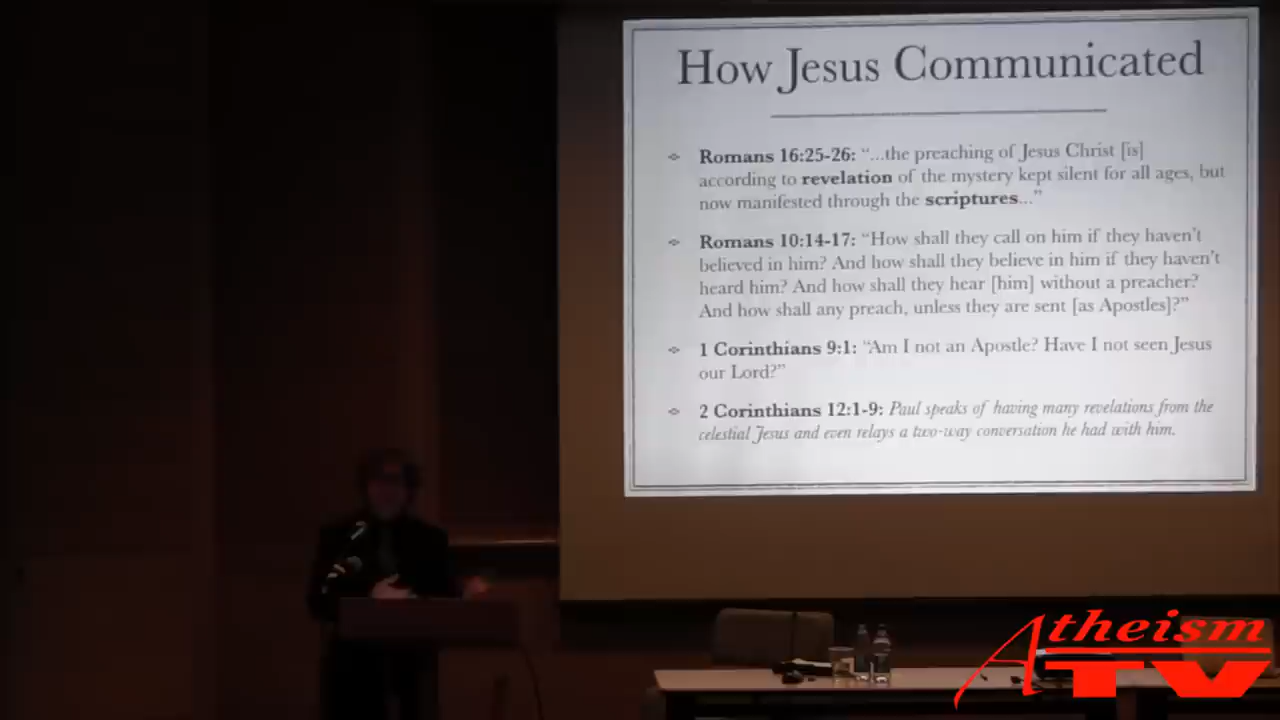 How Jesus Communicated
Romans 16:25-26: “...the preaching of Jesus Christ [is]
according to revelation of the mystery kept silent for all ages, but
now manifested through the scriptures...”
Romans 10:14-17: “How shall they call on him if they haven’t
believed in him? And how shall they believe in him if they haven’t
heard him? And how shall they hear [him] without a preacher?
And how shall any preach, unless they are sent [as Apostles]?”
1 Corinthians 9:1: “Am I not an Apostle? Have I not seen Jesus
our Lord?”
2 Corinthians 12:1-9: Paul speaks of having many revelations from the
celestial Jesus and even relays a two-way conversation he had with him.
Atheism
TV